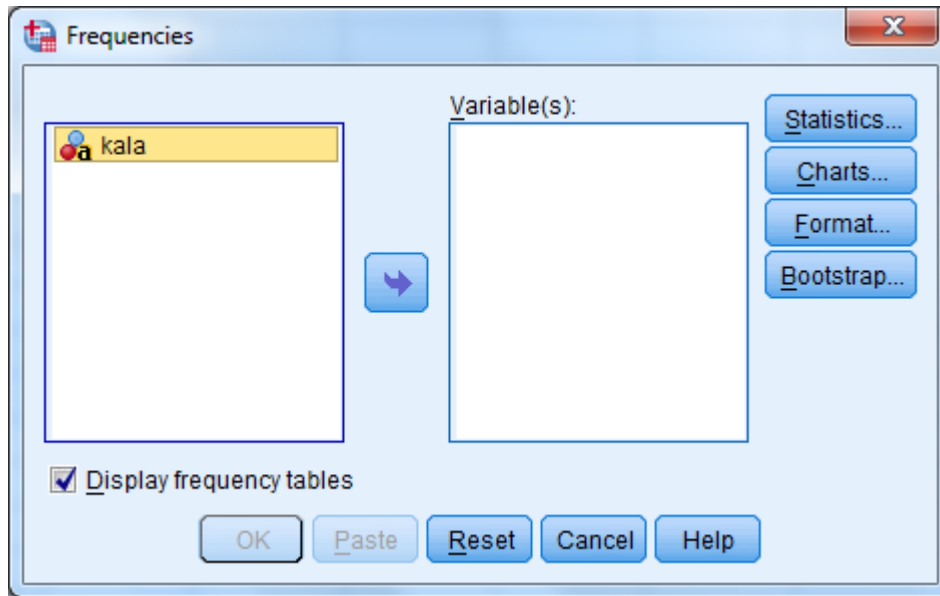 Frequencies
Variable(s):
a kala
Statistics...
Charts...
Format...
Bootstrap...
Display frequency tables
OK Paste Reset Cancel Help